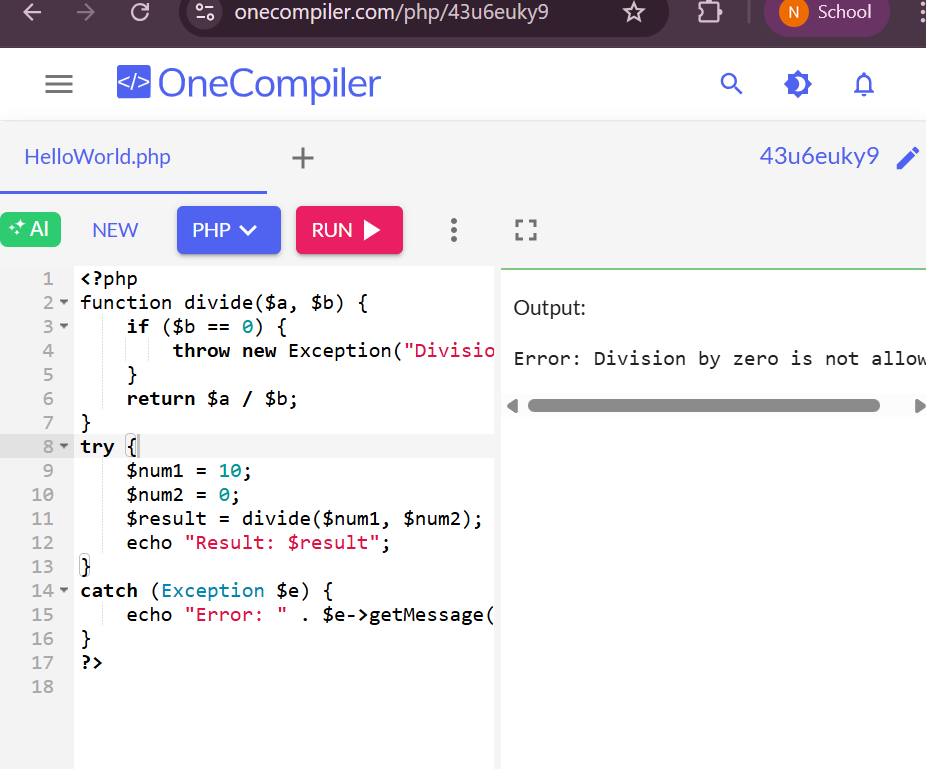 onecompiler.com/php/43u6euky9
N School
</> OneCompiler
HelloWorld.php
43u6euky9
AI NEW PHP RUN
1 <?php
2 function divide($a, $b) {
3     if ($b == 0) {
4         throw new Exception("Divisio
5     }
6     return $a / $b;
7 }
8 try {
9     $num1 = 10;
10     $num2 = 0;
11     $result = divide($num1, $num2);
12     echo "Result: $result";
13 }
14 catch (Exception $e) {
15     echo "Error: " . $e->getMessage(
16 }
17 ?>
18
Output:
Error: Division by zero is not allow